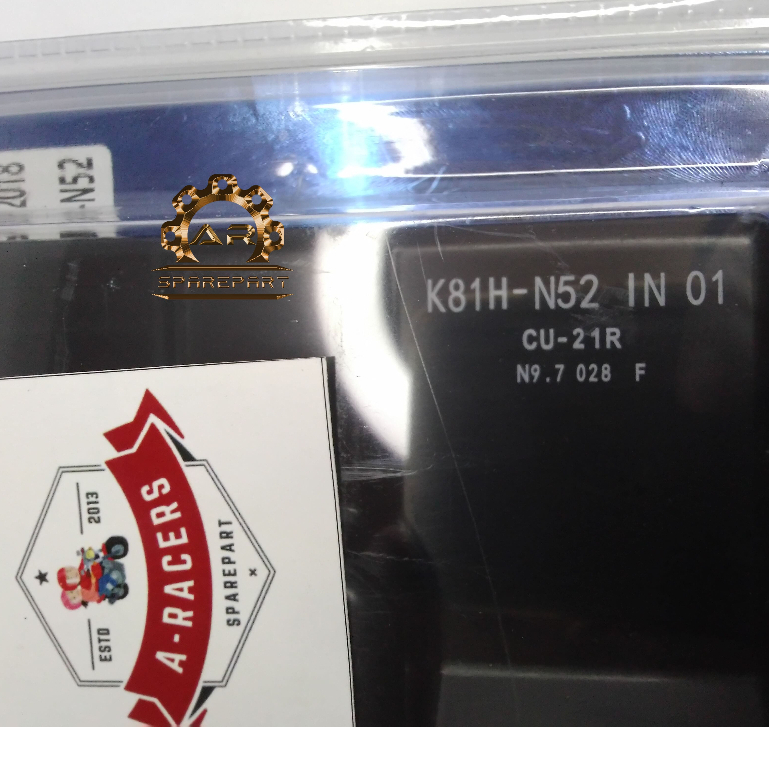 2018
-N52
AR
SPAREPART
K81H-N52 IN 01
CU-21R
N9.7 028 F
2013
A-RACERS
SPAREPART
ESTD